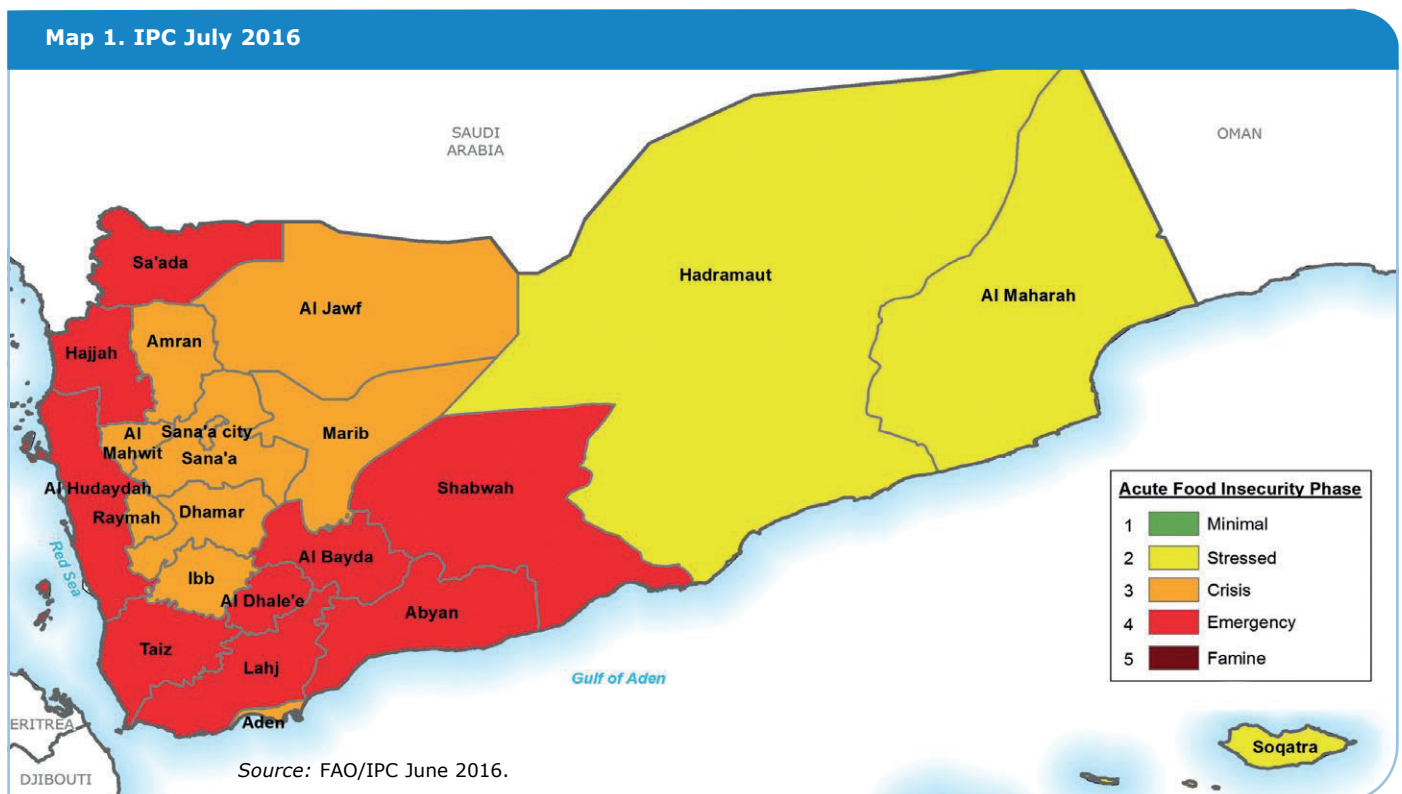 Map 1. IPC July 2016
SAUDI
ARABIA
OMAN
Sa'ada
Hadramaut
Al Maharah
Al Jawf
Amran
Hajjah
Al
Mahwit
Sana'a city
Marib
Sana'a
Al Hudaydah
Shabwah
Raymah
Dhamar
Red Sea
Al Bayda
Ibb
Al Dhale'e
Abyan
Taiz
Lahj
Gulf of Aden
Aden
ERITREA
DJIBOUTI
Soqatra
Acute Food Insecurity Phase
1 Minimal
2 Stressed
3 Crisis
4 Emergency
5 Famine
Source: FAO/IPC June 2016.